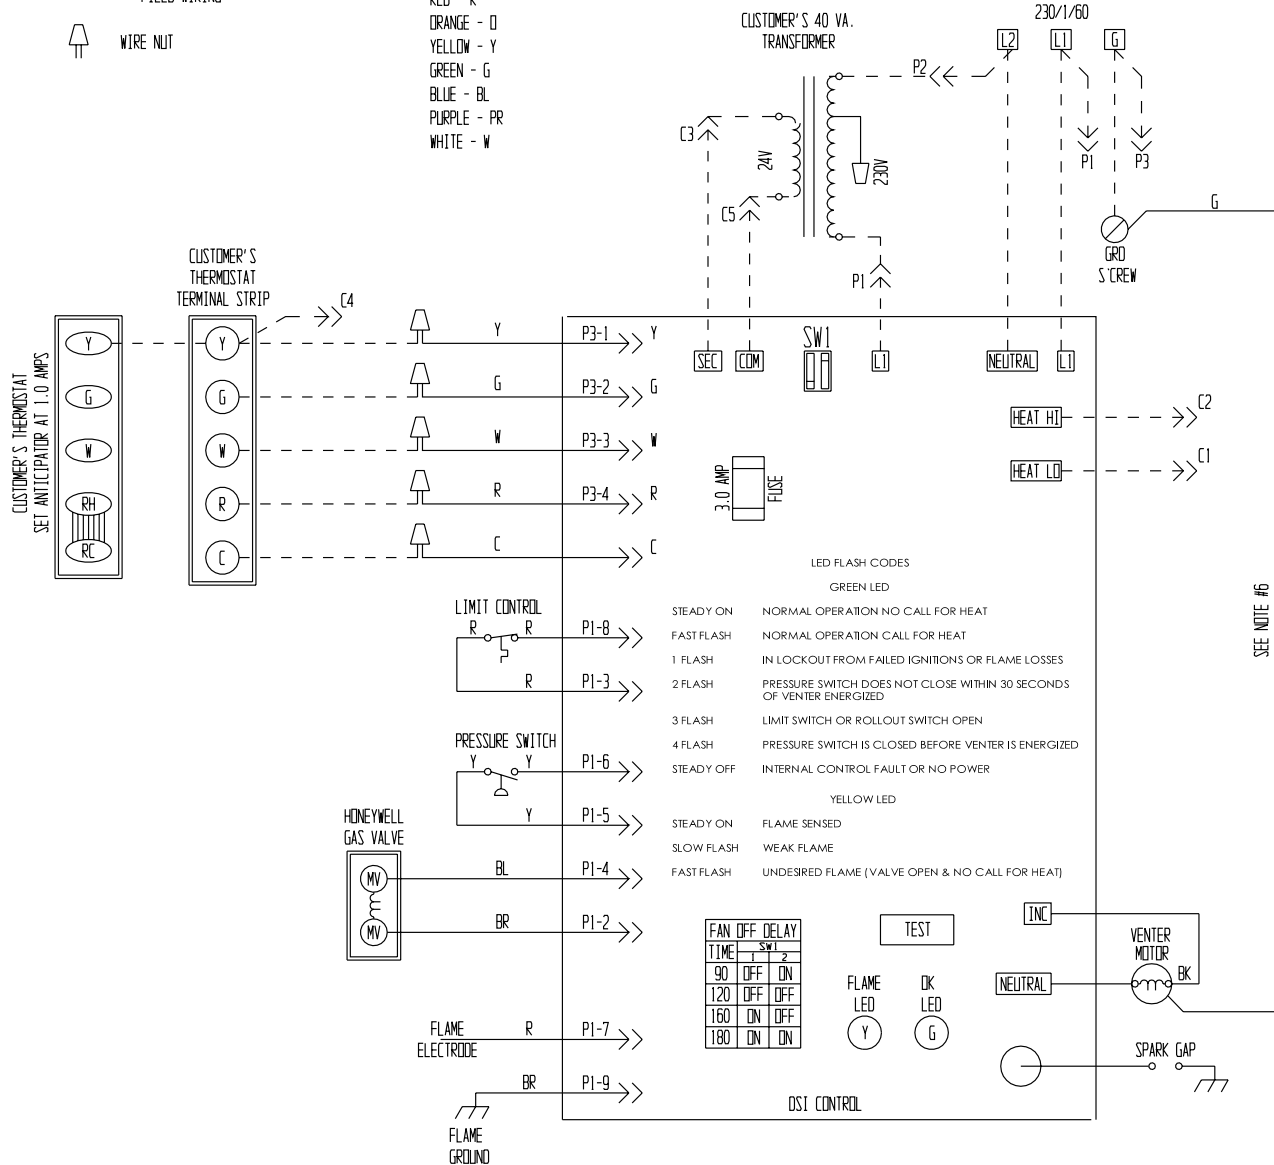 WIRE NUT
ORANGE - O
YELLOW - Y
GREEN - G
BLUE - BL
PURPLE - PR
WHITE - W
CUSTOMER'S 40 VA.
TRANSFORMER
230/1/60
L2
L1
G
P2
C3
24V
230V
P1
P3
C5
G
P1
GRD
S'CREW
CUSTOMER'S
THERMOSTAT
TERMINAL STRIP
C4
CUSTOMER'S THERMOSTAT
SET ANTICIPATOR AT 1.0 AMPS
Y
G
W
RH
RC
Y
G
W
R
C
Y P3-1 Y
G P3-2 G
W P3-3 W
R P3-4 R
C C
SEC
COM
SW1
L1
NEUTRAL
L1
HEAT HI
C2
HEAT LO
C1
3.0 AMP
FUSE
SEE NOTE #6
LIMIT CONTROL
R R P1-8
R P1-3
PRESSURE SWITCH
Y Y P1-6
Y P1-5
HONEYWELL
GAS VALVE
MV
MV
BL P1-4
BR P1-2
FLAME
ELECTRODE
R P1-7
BR P1-9
FLAME
GROUND
LED FLASH CODES
GREEN LED
STEADY ON NORMAL OPERATION NO CALL FOR HEAT
FAST FLASH NORMAL OPERATION CALL FOR HEAT
1 FLASH IN LOCKOUT FROM FAILED IGNITIONS OR FLAME LOSSES
2 FLASH PRESSURE SWITCH DOES NOT CLOSE WITHIN 30 SECONDS
OF VENTER ENERGIZED
3 FLASH LIMIT SWITCH OR ROLLOUT SWITCH OPEN
4 FLASH PRESSURE SWITCH IS CLOSED BEFORE VENTER IS ENERGIZED
STEADY OFF INTERNAL CONTROL FAULT OR NO POWER
YELLOW LED
STEADY ON FLAME SENSED
SLOW FLASH WEAK FLAME
FAST FLASH UNDESIRED FLAME (VALVE OPEN & NO CALL FOR HEAT)
FAN OFF DELAY
TIME SW1
1 2
90 OFF ON
120 OFF OFF
160 ON OFF
180 ON ON
TEST
FLAME
LED
Y
OK
LED
G
INC
NEUTRAL
VENTER
MOTOR
BK
SPARK GAP
DSI CONTROL